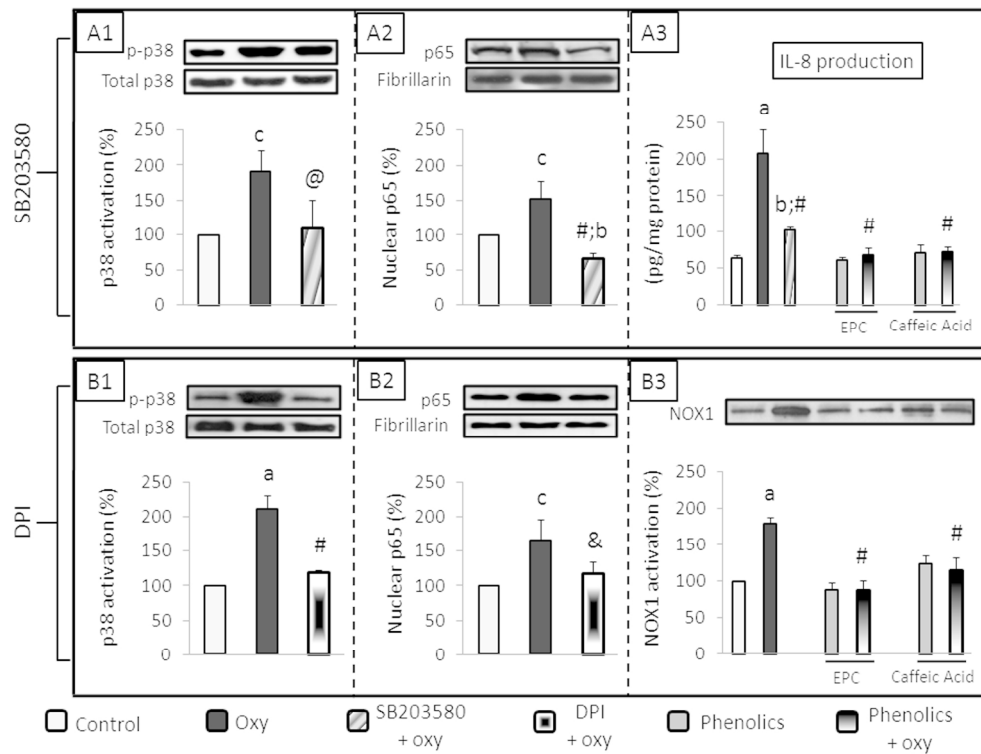 SB203580
A1
p-p38
Total p38
p38 activation (%)
250
200
150
100
50
0
c
@
A2
p65
Fibrillarin
Nuclear p65 (%)
250
200
150
100
50
0
c
#;b
A3
IL-8 production
(pg/mg protein)
250
200
150
100
50
0
a
b;#
#
#
EPC
Caffeic Acid
DPI
B1
p-p38
Total p38
p38 activation (%)
250
200
150
100
50
0
a
#
B2
p65
Fibrillarin
Nuclear p65 (%)
250
200
150
100
50
0
c
&
B3
NOX1
NOX1 activation (%)
250
200
150
100
50
0
a
#
#
EPC
Caffeic Acid
Control
Oxy
SB203580
+ oxy
DPI
+ oxy
Phenolics
Phenolics
+ oxy